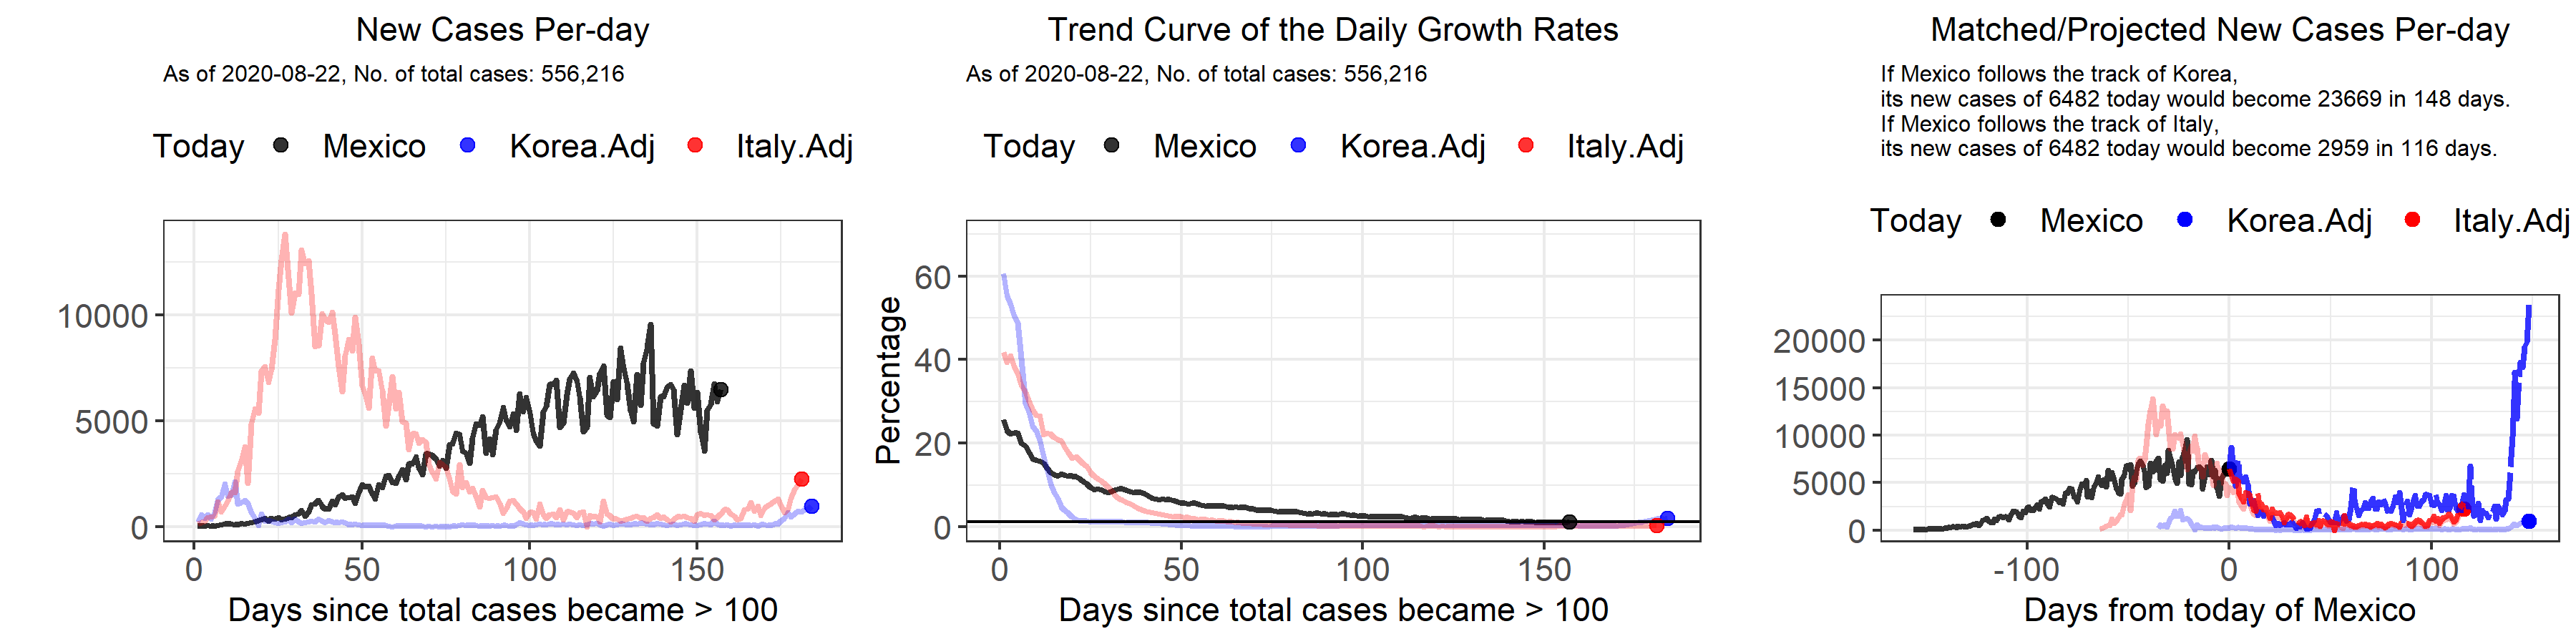 New Cases Per-day
As of 2020-08-22, No. of total cases: 556,216
Today Mexico Korea.Adj Italy.Adj
10000
5000
0
0 50 100 150
Days since total cases became > 100
Trend Curve of the Daily Growth Rates
As of 2020-08-22, No. of total cases: 556,216
Today Mexico Korea.Adj Italy.Adj
Percentage
60
40
20
0
0 50 100 150
Days since total cases became > 100
Matched/Projected New Cases Per-day
If Mexico follows the track of Korea,
its new cases of 6482 today would become 23669 in 148 days.
If Mexico follows the track of Italy,
its new cases of 6482 today would become 2959 in 116 days.
Today Mexico Korea.Adj Italy.Adj
20000
15000
10000
5000
0
-100 0 100
Days from today of Mexico